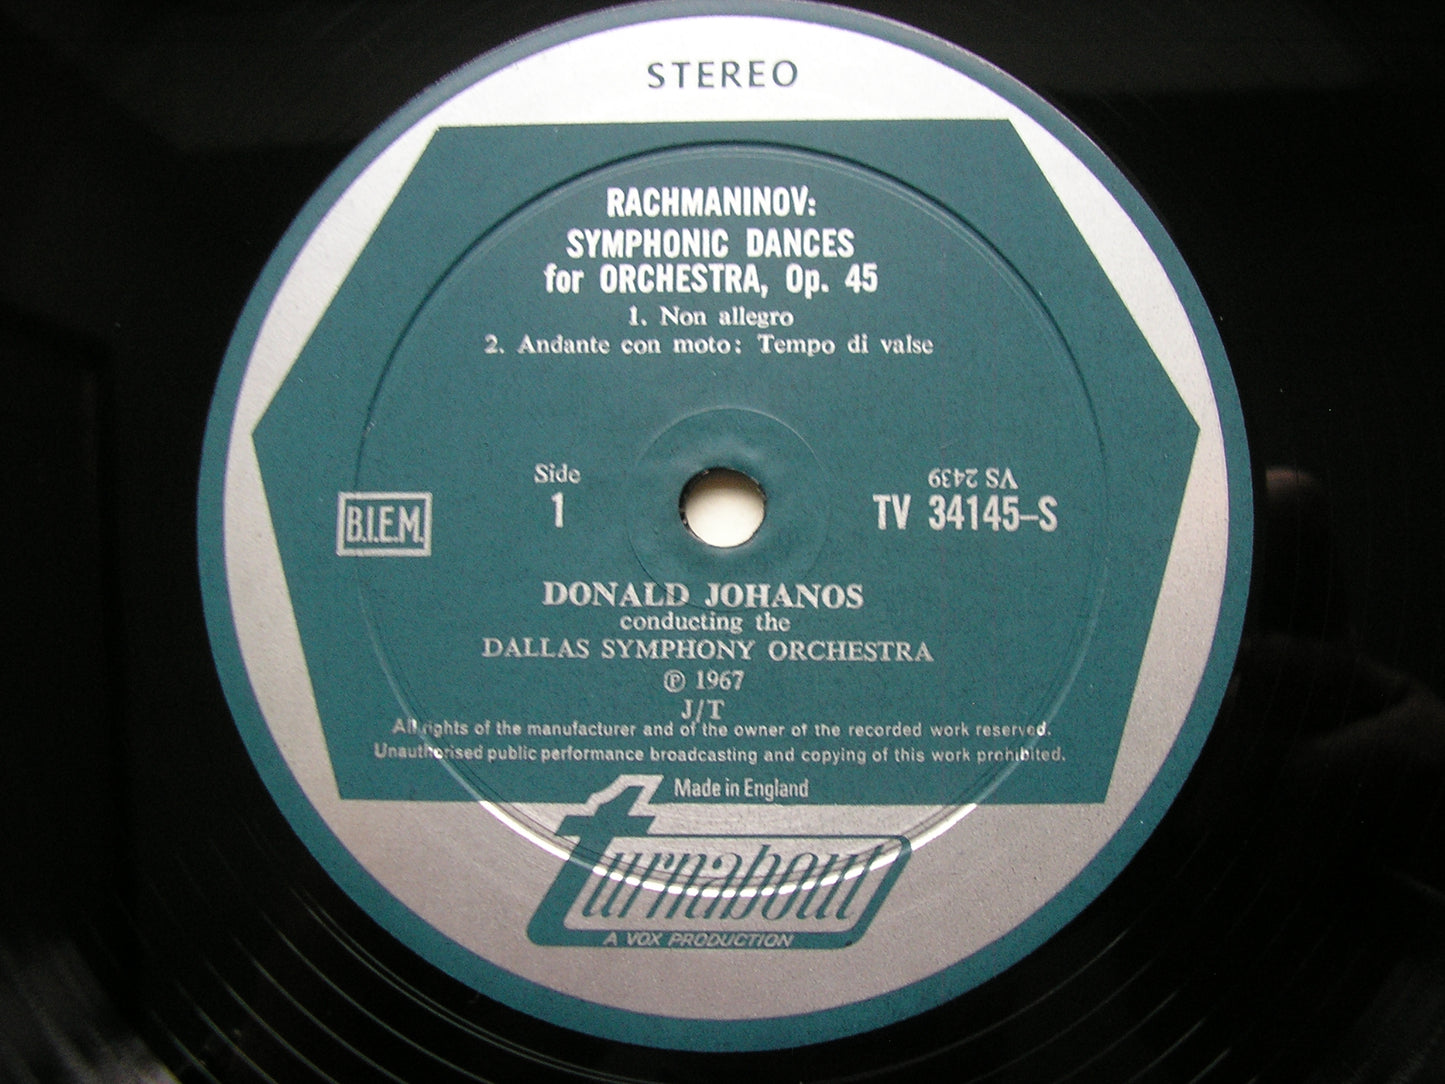 STEREO
RACHMANINOV:
SYMPHONIC DANCES
for ORCHESTRA, Op. 45
1. Non allegro
2. Andante con moto: Tempo di valse
Side
1
VS 2439
TV 34145-S
B.I.E.M.
DONALD JOHANOS
conducting the
DALLAS SYMPHONY ORCHESTRA
℗ 1967
J/T
All rights of the manufacturer and of the owner of the recorded work reserved.
Unauthorised public performance broadcasting and copying of this work prohibited.
Made in England
turnabout
A VOX PRODUCTION